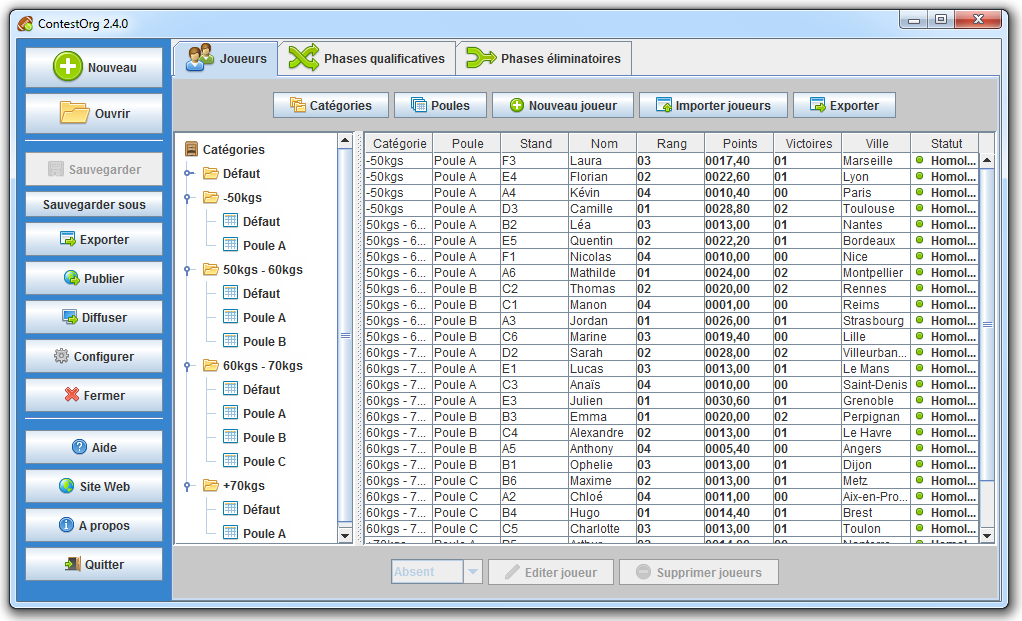 ContestOrg 2.4.0
Nouveau
Ouvrir
Sauvegarder
Sauvegarder sous
Exporter
Publier
Diffuser
Configurer
Fermer
Aide
Site Web
A propos
Quitter
Joueurs Phases qualificatives Phases éliminatoires
Catégories Poules Nouveau joueur Importer joueurs Exporter
Catégories
Défaut
-50kgs
Défaut
Poule A
50kgs - 60kgs
Défaut
Poule A
Poule B
60kgs - 70kgs
Défaut
Poule A
Poule B
Poule C
+70kgs
Défaut
Poule A
Catégorie Poule Stand Nom Rang Points Victoires Ville Statut
-50kgs Poule A F3 Laura 03 0017,40 01 Marseille Homol...
-50kgs Poule A E4 Florian 02 0022,60 01 Lyon Homol...
-50kgs Poule A A4 Kévin 04 0010,40 00 Paris Homol...
-50kgs Poule A D3 Camille 01 0028,80 02 Toulouse Homol...
50kgs - 6... Poule A B2 Léa 03 0013,00 01 Nantes Homol...
50kgs - 6... Poule A E5 Quentin 02 0022,20 01 Bordeaux Homol...
50kgs - 6... Poule A F1 Nicolas 04 0010,00 00 Nice Homol...
50kgs - 6... Poule A A6 Mathilde 01 0024,00 02 Montpellier Homol...
50kgs - 6... Poule B C2 Thomas 02 0020,00 02 Rennes Homol...
50kgs - 6... Poule B C1 Manon 04 0001,00 00 Reims Homol...
50kgs - 6... Poule B A3 Jordan 01 0026,00 01 Strasbourg Homol...
50kgs - 6... Poule B C6 Marine 03 0019,40 00 Lille Homol...
60kgs - 7... Poule A D2 Sarah 02 0028,00 02 Villeurban... Homol...
60kgs - 7... Poule A E1 Lucas 03 0013,00 01 Le Mans Homol...
60kgs - 7... Poule A C3 Anaïs 04 0010,00 00 Saint-Denis Homol...
60kgs - 7... Poule A E3 Julien 01 0030,60 01 Grenoble Homol...
60kgs - 7... Poule B B3 Emma 01 0020,00 02 Perpignan Homol...
60kgs - 7... Poule B C4 Alexandre 02 0013,00 01 Le Havre Homol...
60kgs - 7... Poule B A5 Anthony 04 0005,40 00 Angers Homol...
60kgs - 7... Poule B B1 Ophelie 03 0013,00 01 Dijon Homol...
60kgs - 7... Poule C B6 Maxime 02 0013,00 01 Metz Homol...
60kgs - 7... Poule C A2 Chloé 04 0011,00 00 Aix-en-Pro... Homol...
60kgs - 7... Poule C B4 Hugo 01 0014,40 01 Brest Homol...
60kgs - 7... Poule C C5 Charlotte 03 0013,00 01 Toulon Homol...
Absent Editer joueur Supprimer joueurs